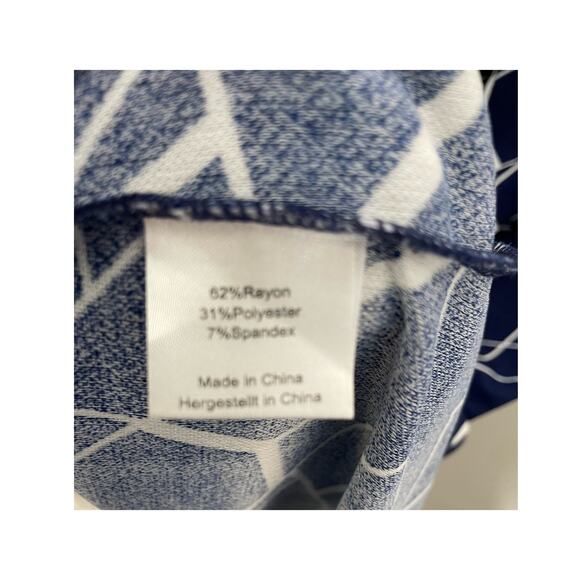 62%Rayon
31%Polyester
7%Spandex
Made in China
Hergestellt in China